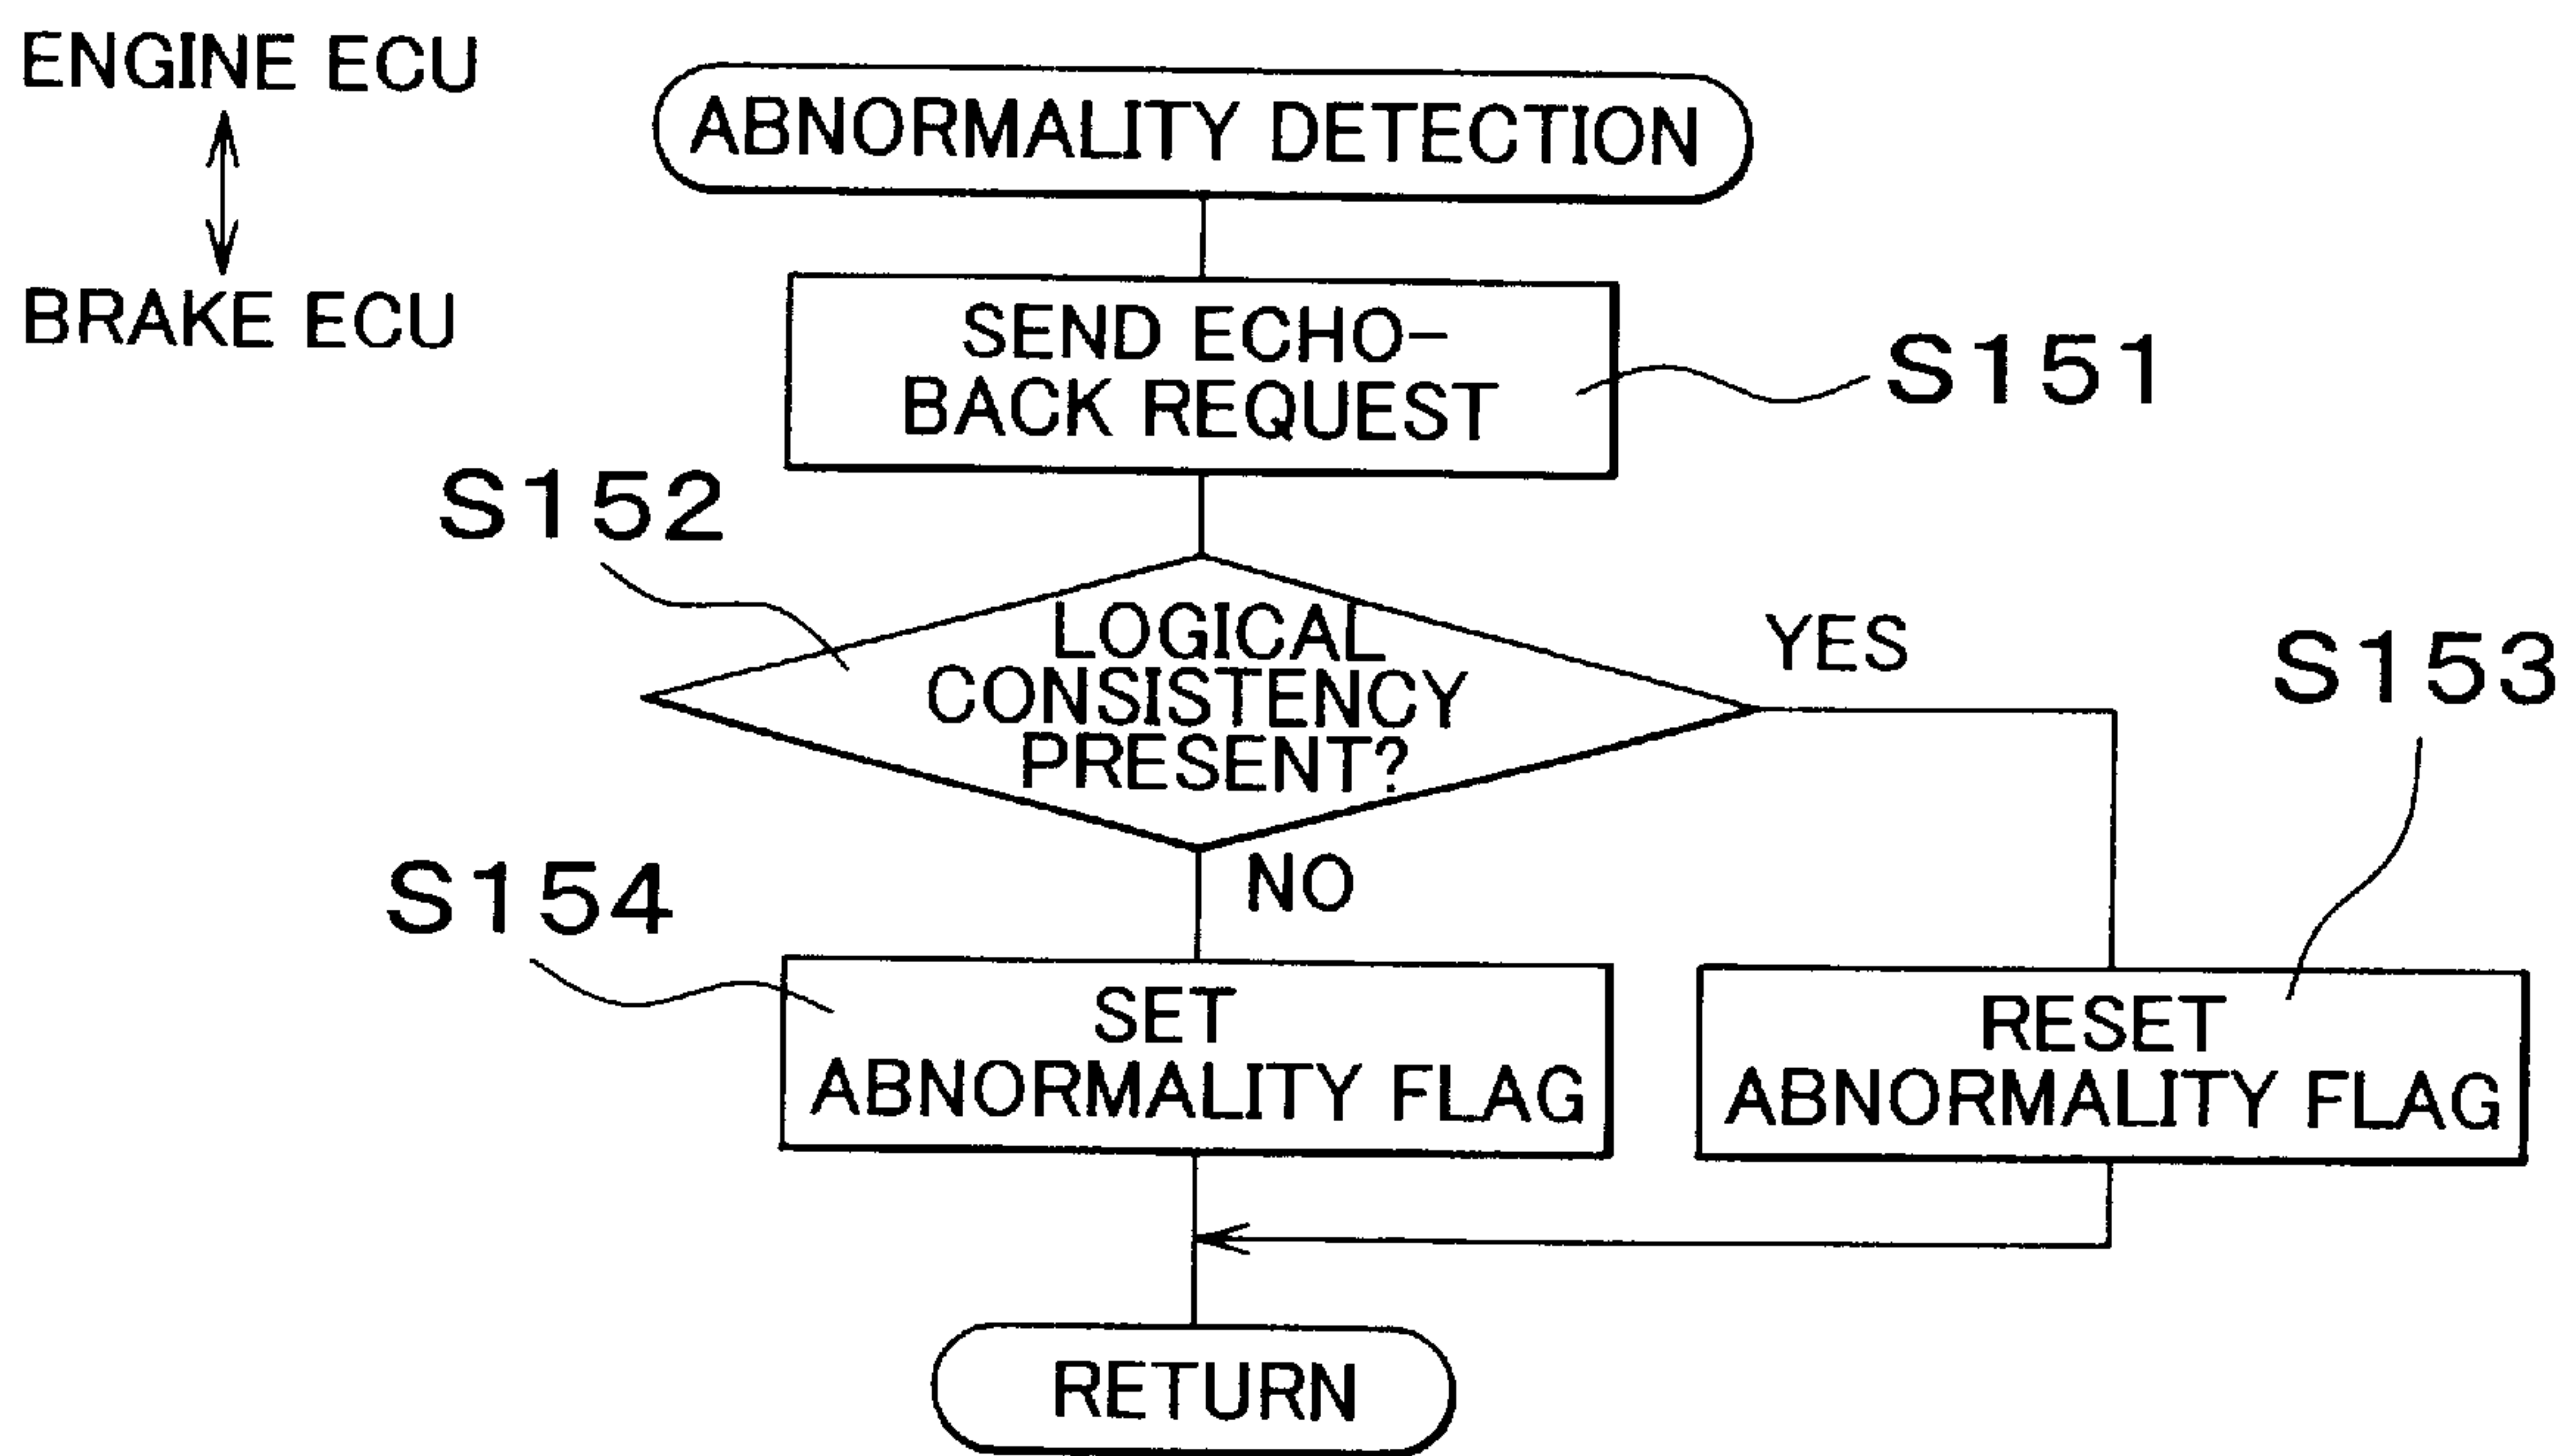 ENGINE ECU
BRAKE ECU
ABNORMALITY DETECTION
SEND ECHO-
BACK REQUEST
S151
S152
LOGICAL
CONSISTENCY
PRESENT?
YES
S153
NO
S154
SET
ABNORMALITY FLAG
RESET
ABNORMALITY FLAG
RETURN